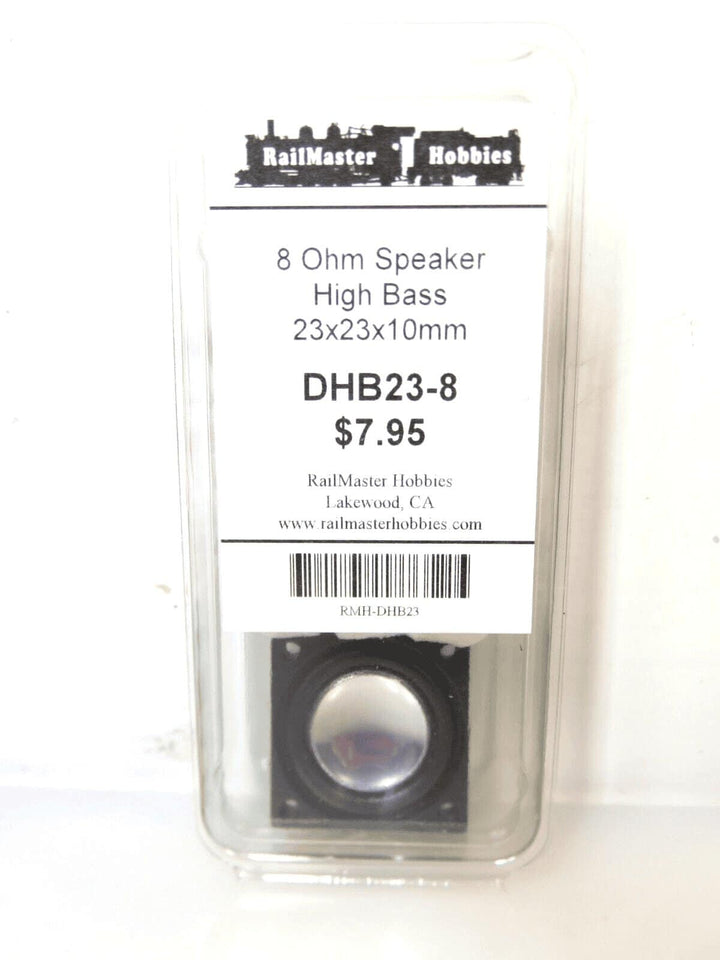 RailMaster Hobbies
8 Ohm Speaker
High Bass
23x23x10mm
DHB23-8
$7.95
RailMaster Hobbies
Lakewood, CA
www.railmasterhobbies.com
RMH-DHB23